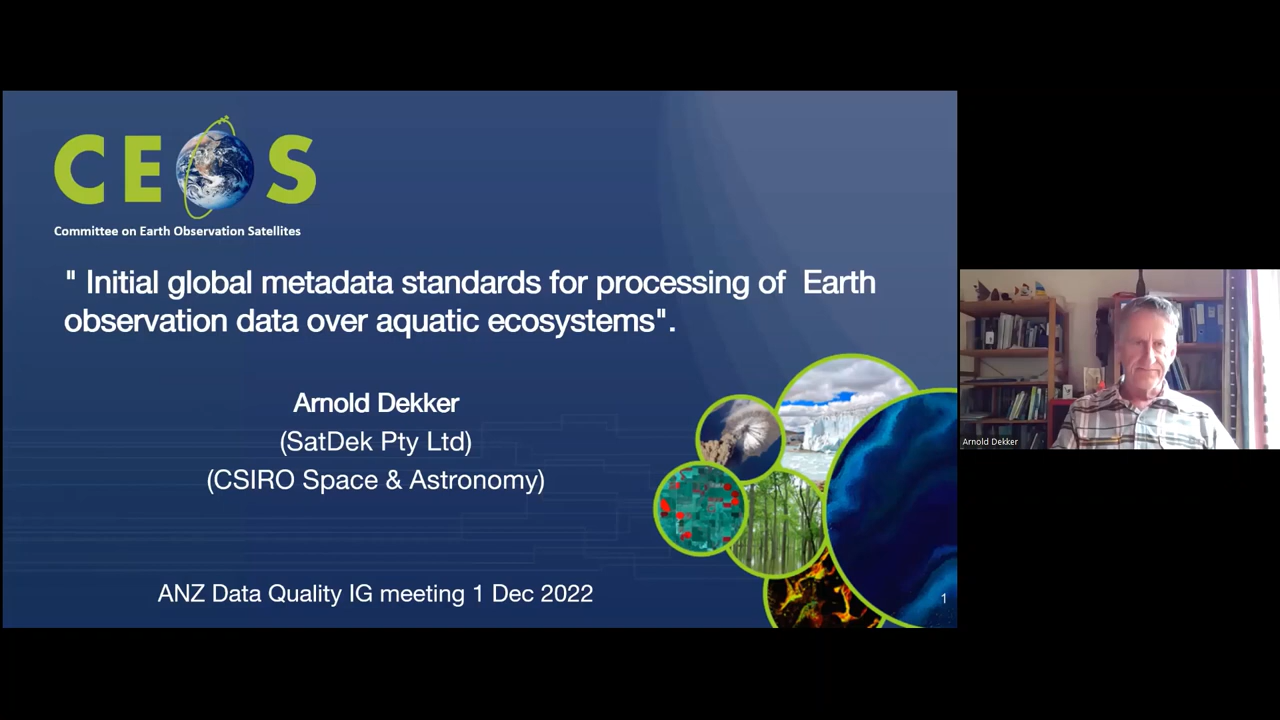 CEOS
Committee on Earth Observation Satellites
" Initial global metadata standards for processing of Earth
observation data over aquatic ecosystems".
Arnold Dekker
(SatDek Pty Ltd)
(CSIRO Space & Astronomy)
ANZ Data Quality IG meeting 1 Dec 2022
1
Arnold Dekker